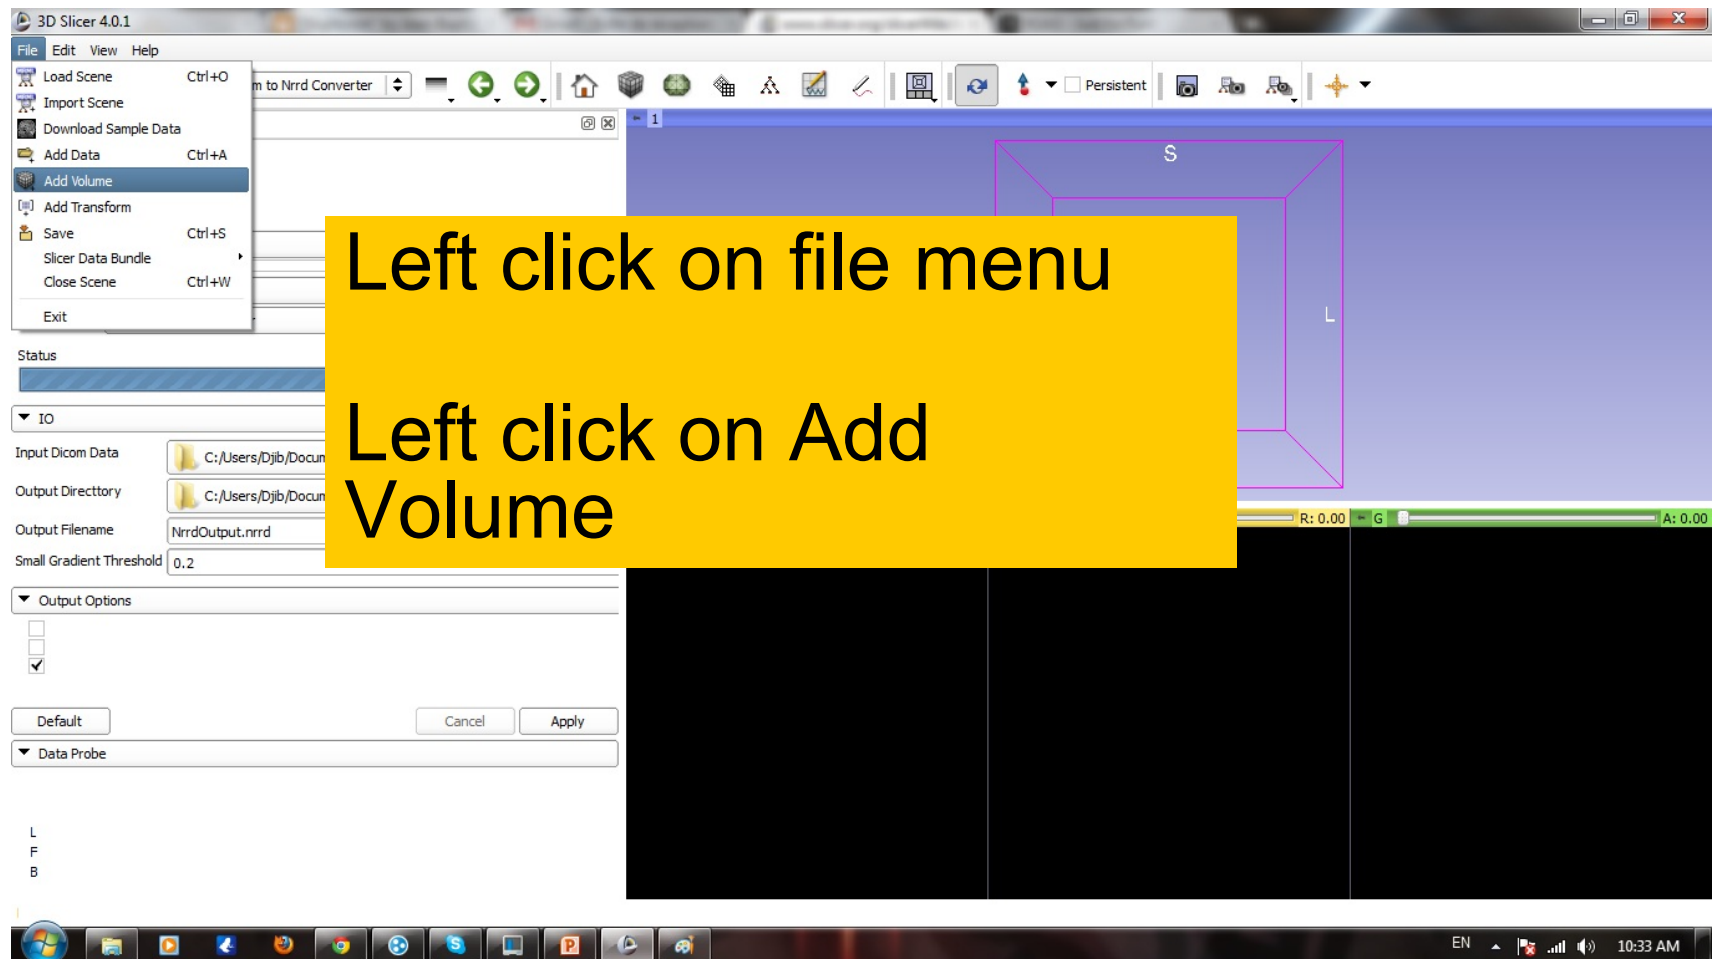 3D Slicer 4.0.1
File Edit View Help
Load Scene Ctrl+O
Import Scene
Download Sample Data
Add Data Ctrl+A
Add Volume
Add Transform
Save Ctrl+S
Slicer Data Bundle
Close Scene Ctrl+W
Exit
m to Nrrd Converter
Persistent
1
S
L
Left click on file menu
Left click on Add
Volume
Status
IO
Input Dicom Data C:/Users/Djib/Docum
Output Directtory C:/Users/Djib/Docum
Output Filename NrrdOutput.nrrd
Small Gradient Threshold 0.2
R: 0.00 G A: 0.00
Output Options
Default Cancel Apply
Data Probe
L
F
B
EN 10:33 AM